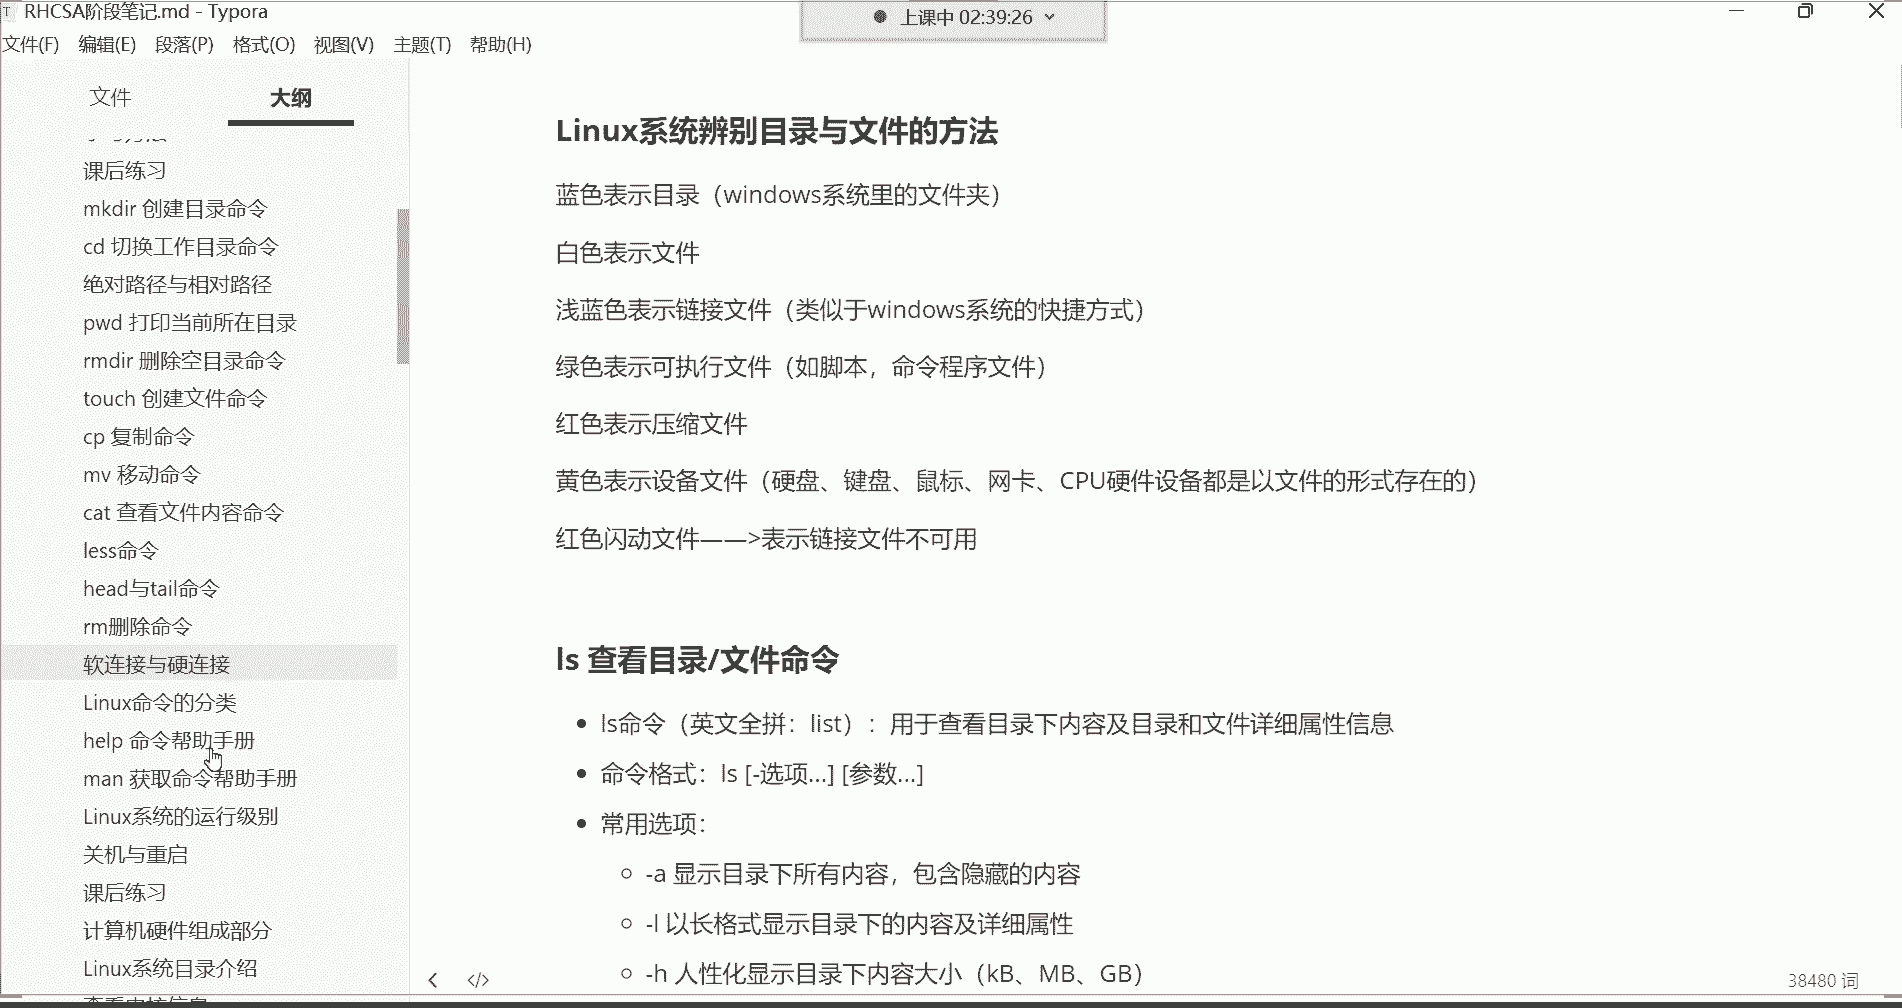 RHCSA阶段笔记.md - Typora
上课中 02:39:26
文件(F) 编辑(E) 段落(P) 格式(O) 视图(V) 主题(T) 帮助(H)
文件 大纲
课后练习
mkdir 创建目录命令
cd 切换工作目录命令
绝对路径与相对路径
pwd 打印当前所在目录
rmdir 删除空目录命令
touch 创建文件命令
cp 复制命令
mv 移动命令
cat 查看文件内容命令
less命令
head与tail命令
rm删除命令
软连接与硬连接
Linux命令的分类
help 命令帮助手册
man 获取命令帮助手册
Linux系统的运行级别
关机与重启
课后练习
计算机硬件组成部分
Linux系统目录介绍
Linux系统辨别目录与文件的方法
蓝色表示目录（windows系统里的文件夹）
白色表示文件
浅蓝色表示链接文件（类似于windows系统的快捷方式）
绿色表示可执行文件（如脚本，命令程序文件）
红色表示压缩文件
黄色表示设备文件（硬盘、键盘、鼠标、网卡、CPU硬件设备都是以文件的形式存在的）
红色闪动文件——>表示链接文件不可用
ls 查看目录/文件命令
ls命令（英文全拼：list）：用于查看目录下内容及目录和文件详细属性信息
命令格式：ls [-选项...] [参数...]
常用选项：
-a 显示目录下所有内容，包含隐藏的内容
-l 以长格式显示目录下的内容及详细属性
-h 人性化显示目录下内容大小（kB、MB、GB）
38480 词